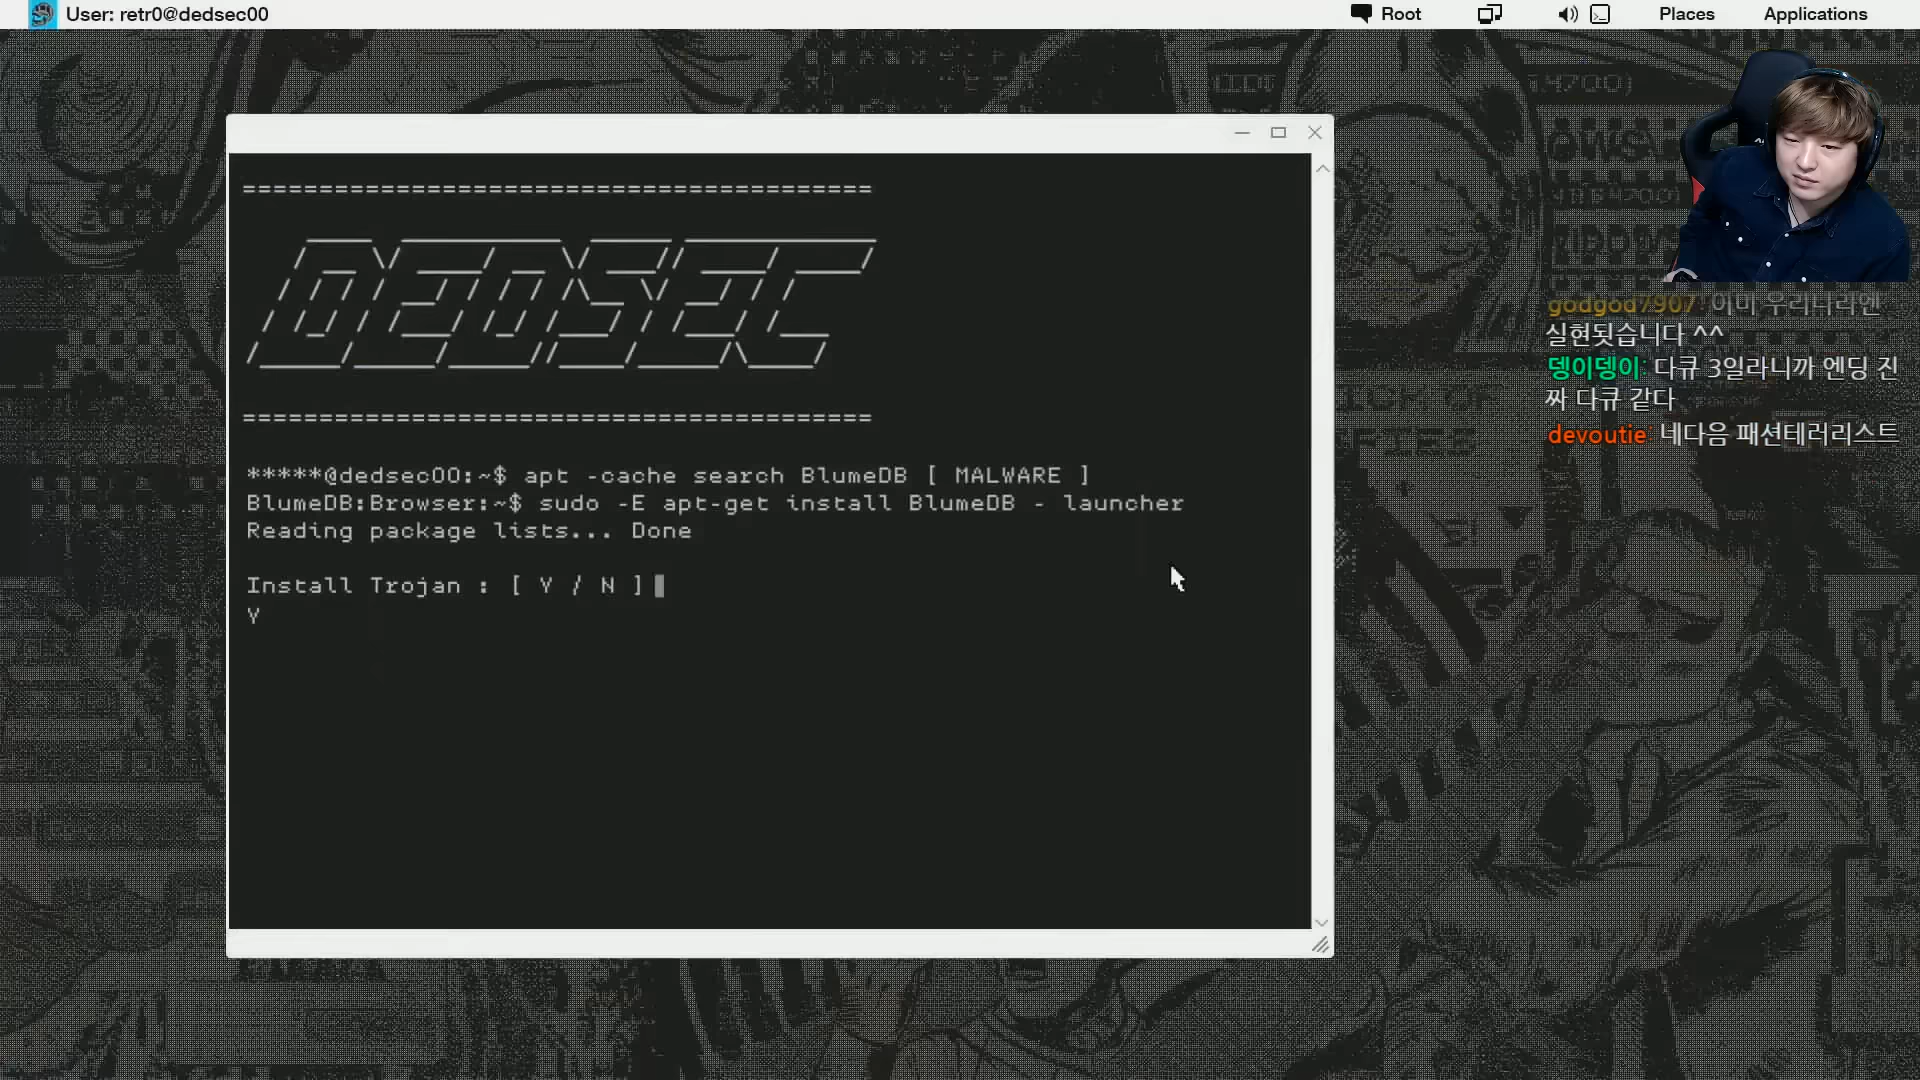 User: retr0@dedsec00
Root
Places
Applications
=========================================
DEDSEC
=========================================
*****@dedsec00:~$ apt -cache search BlumeDB [ MALWARE ]
BlumeDB:Browser:~$ sudo -E apt-get install BlumeDB - launcher
Reading package lists... Done
Install Trojan : [ Y / N ]
Y
godgod7907: 이미 우리나라엔
실현됫습니다 ^^
뎅이뎅이: 다큐 3일라니까 엔딩 진
짜 다큐 같다
devoutie: 네다음 패션테러리스트